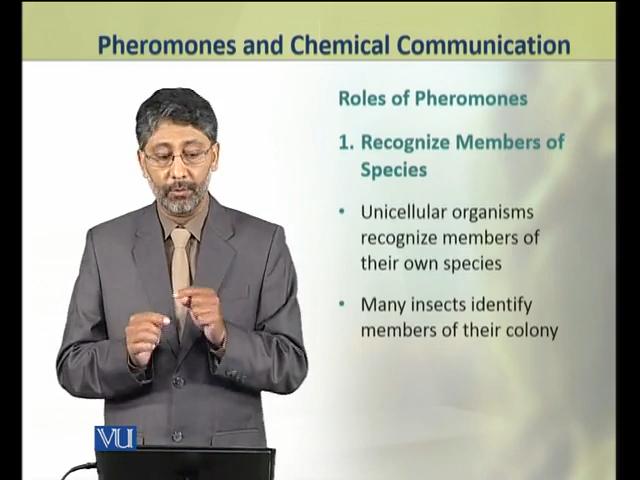 Pheromones and Chemical Communication
Roles of Pheromones
1. Recognize Members of
Species
• Unicellular organisms
recognize members of
their own species
• Many insects identify
members of their colony
VU